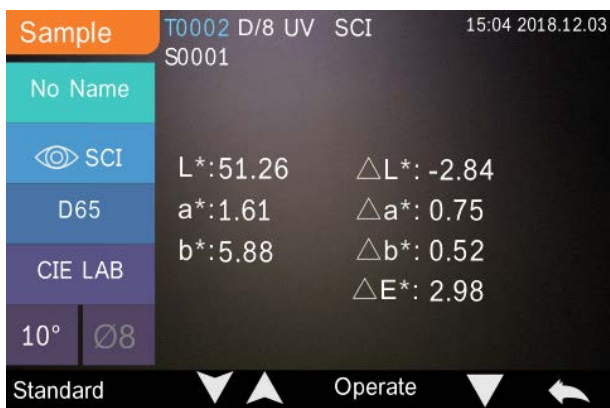 Sample
T0002 D/8 UV SCI 15:04 2018.12.03
S0001
No Name
SCI
D65
CIE LAB
10° Ø8
L*:51.26 △L*: -2.84
a*:1.61 △a*: 0.75
b*:5.88 △b*: 0.52
△E*: 2.98
Standard Operate